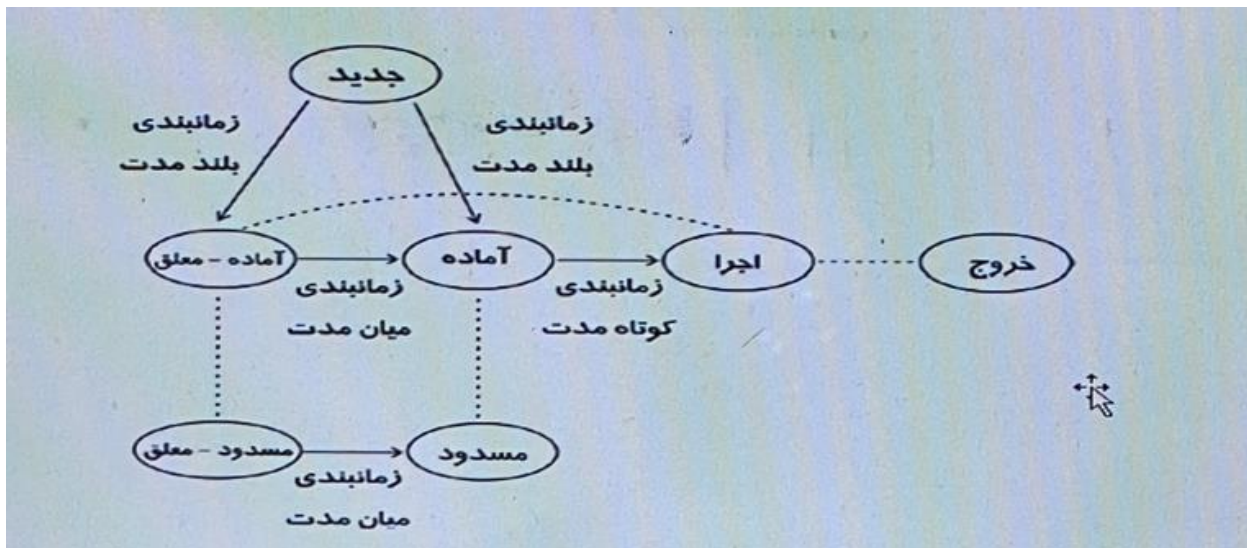 جدید
زمانبندی
بلند مدت
زمانبندی
بلند مدت
خروج
اجرا
آماده
آماده - معلق
زمانبندی
کوتاه مدت
زمانبندی
میان مدت
مسدود
مسدود - معلق
زمانبندی
میان مدت